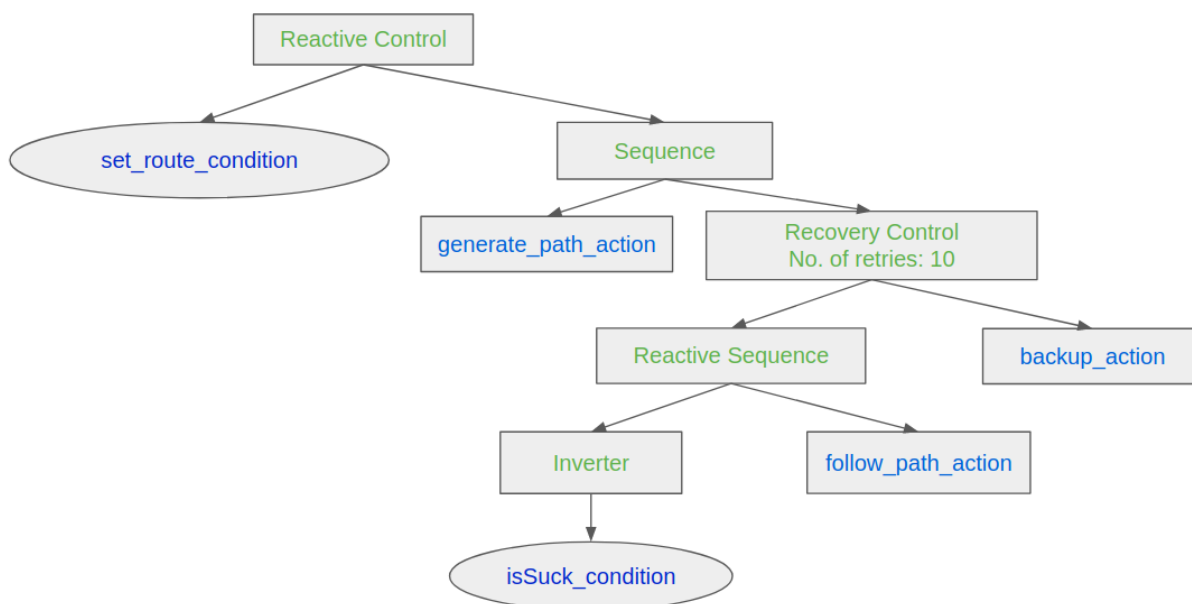 Reactive Control
set_route_condition
Sequence
generate_path_action
Recovery Control
No. of retries: 10
Reactive Sequence
backup_action
Inverter
follow_path_action
isSuck_condition